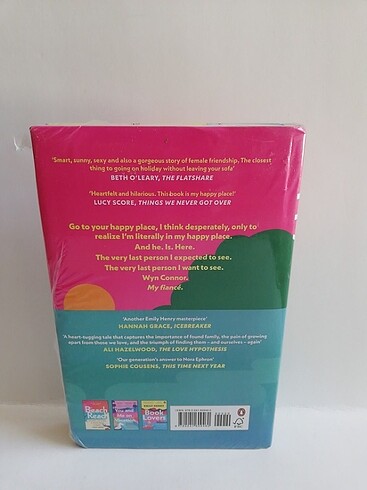 'Smart, sunny, sexy and also a gorgeous story of female friendship. The closest
thing to going on holiday without leaving your sofa'
BETH O'LEARY, THE FLATSHARE
'Heartfelt and hilarious. This book is my happy place!'
LUCY SCORE, THINGS WE NEVER GOT OVER
Go to your happy place, I think desperately, only to
realize I'm literally in my happy place.
And he. Is. Here.
The very last person I expected to see.
The very last person I want to see.
Wyn Connor.
My fiancé.
'Another Emily Henry masterpiece'
HANNAH GRACE, ICEBREAKER
'A heart-tugging tale that captures the importance of found family, the pain of growing
apart from those we love, and the triumph of finding them – and ourselves – again'
ALI HAZELWOOD, THE LOVE HYPOTHESIS
'Our generation's answer to Nora Ephron'
SOPHIE COUSENS, THIS TIME NEXT YEAR
Beach
Read
You and
Me on
Book
Lovers